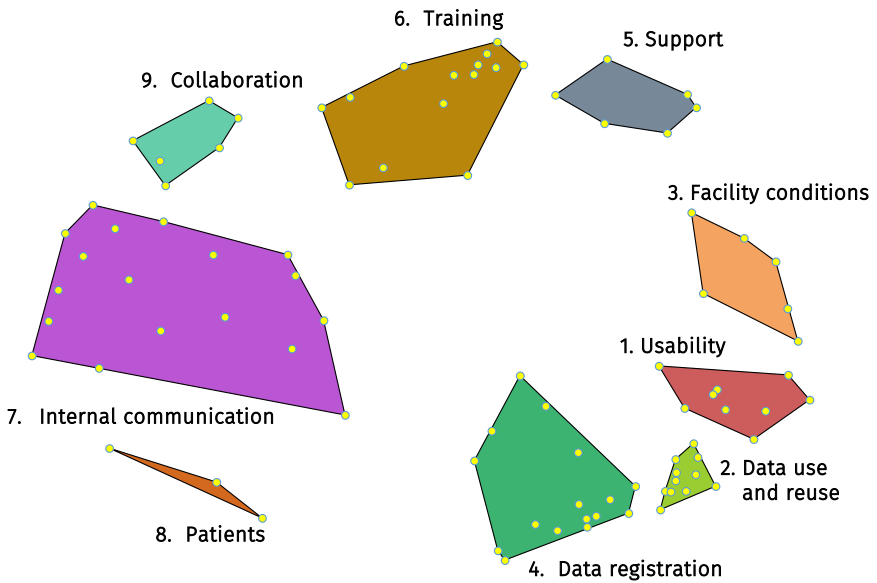 6. Training
5. Support
9. Collaboration
3. Facility conditions
1. Usability
7. Internal communication
2. Data use
and reuse
8. Patients
4. Data registration